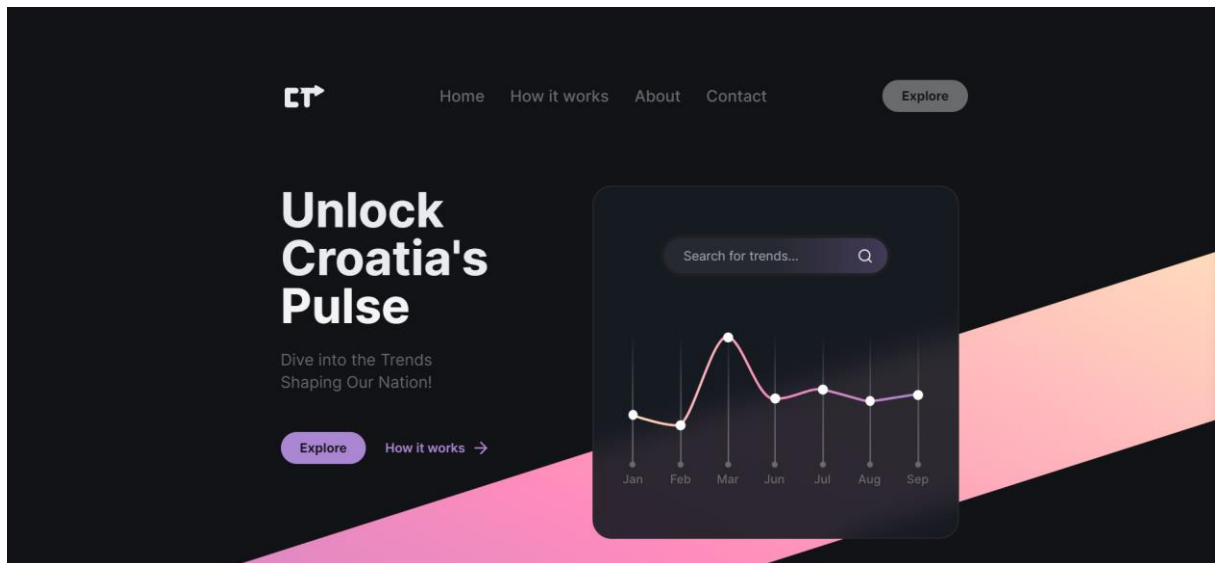 CT
Home How it works About Contact Explore
Unlock
Croatia's
Pulse
Dive into the Trends
Shaping Our Nation!
Explore How it works
Search for trends...
Jan Feb Mar Jun Jul Aug Sep